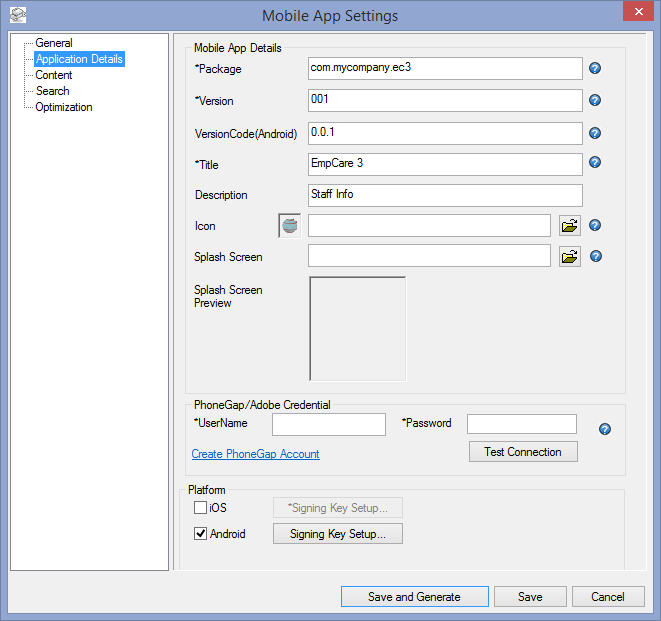 Mobile App Settings
General
Application Details
Content
Search
Optimization
Mobile App Details
*Package com.mycompany.ec3
*Version 001
VersionCode(Android) 0.0.1
*Title EmpCare 3
Description Staff Info
Icon
Splash Screen
Splash Screen
Preview
PhoneGap/Adobe Credential
*UserName *Password
Create PhoneGap Account Test Connection
Platform
iOS *Signing Key Setup...
Android Signing Key Setup...
Save and Generate Save Cancel